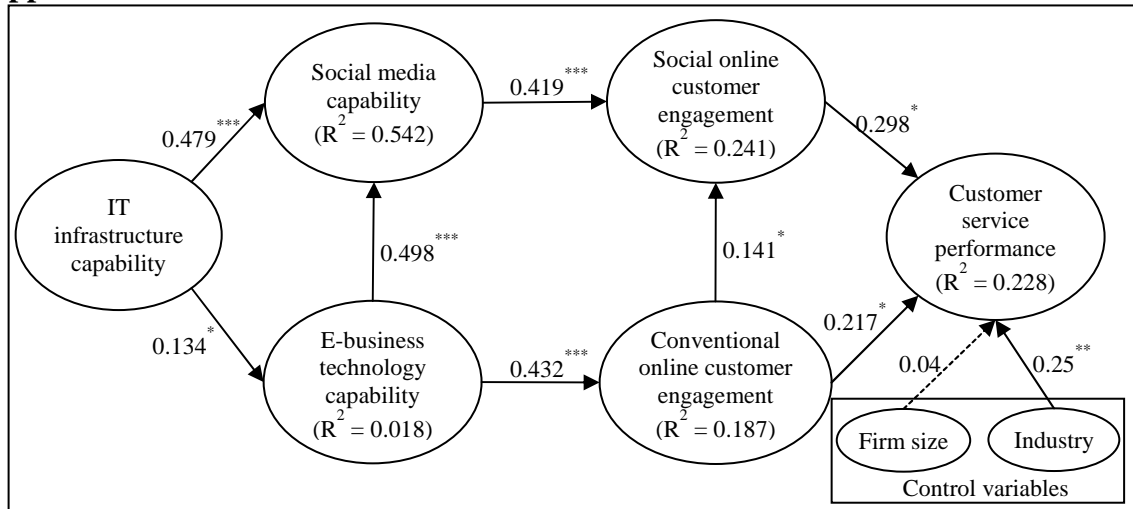 Social media
capability
(R² = 0.542)
0.419***
Social online
customer
engagement
(R² = 0.241)
0.479***
0.298*
IT
infrastructure
capability
Customer
service
performance
(R² = 0.228)
0.498***
0.141*
0.134*
E-business
technology
capability
(R² = 0.018)
0.432***
Conventional
online customer
engagement
(R² = 0.187)
0.217*
0.04
0.25**
Firm size
Industry
Control variables